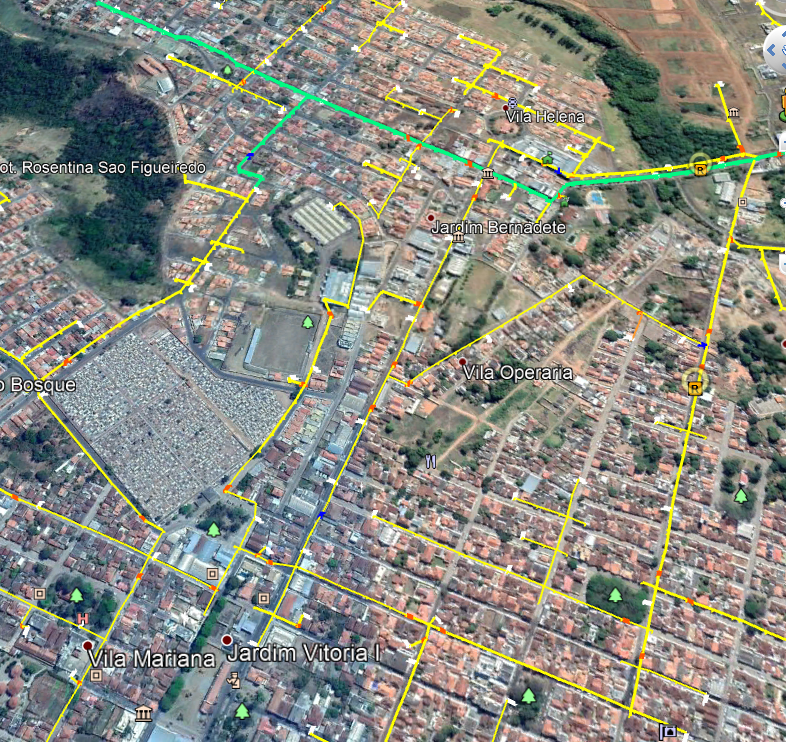 Vila Helena
ot. Rosentina Sao Figueiredo
Jardim Bernadete
R
Vila Operaria
R
o Bosque
H
Vila Mariana
Jardim Vitoria I